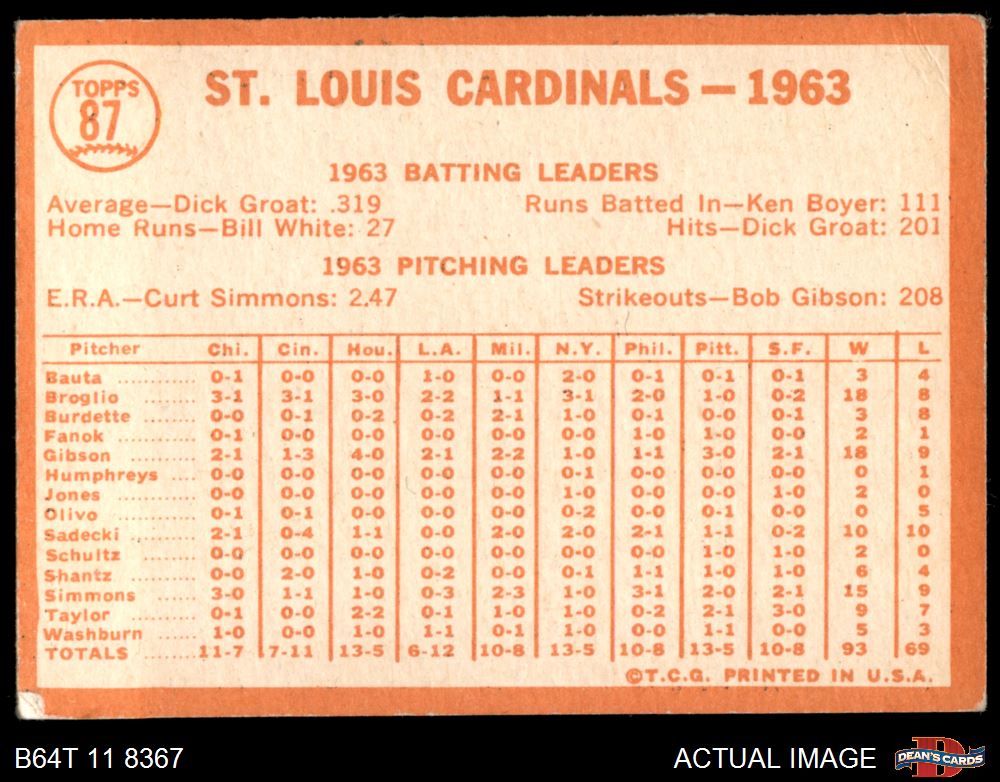 TOPPS
87
ST. LOUIS CARDINALS — 1963
1963 BATTING LEADERS
Average—Dick Groat: .319 Runs Batted In—Ken Boyer: 111
Home Runs—Bill White: 27 Hits—Dick Groat: 201
1963 PITCHING LEADERS
E.R.A.—Curt Simmons: 2.47 Strikeouts—Bob Gibson: 208
Pitcher Chi. Cin. Hou. L.A. Mil. N.Y. Phil. Pitt. S.F. W L
Bauta .......... 0-1 0-0 0-0 1-0 0-0 2-0 0-1 0-1 0-1 3 4
Broglio .......... 3-1 3-1 3-0 2-2 1-1 3-1 2-0 1-0 0-2 18 8
Burdette .......... 0-0 0-1 0-2 0-2 2-1 1-0 0-1 0-0 0-1 3 8
Fanok .......... 0-1 0-0 0-0 0-0 0-0 0-0 1-0 1-0 0-0 2 1
Gibson .......... 2-1 1-3 4-0 2-1 2-2 1-0 1-1 3-0 2-1 18 9
Humphreys .... 0-0 0-0 0-0 0-0 0-0 0-1 0-0 0-0 0-0 0 1
Jones .......... 0-0 0-0 0-0 0-0 0-0 1-0 0-0 0-0 1-0 2 0
Olivo .......... 0-1 0-1 0-0 0-0 0-0 0-2 0-0 0-1 0-0 0 5
Sadecki ........ 2-1 0-4 1-1 0-0 2-0 2-0 2-1 1-1 0-2 10 10
Schultz ........ 0-0 0-0 0-0 0-0 0-0 0-0 0-0 1-0 1-0 2 0
Shantz ........ 0-0 2-0 1-0 0-2 0-0 0-1 1-1 1-0 1-0 6 4
Simmons ...... 3-0 1-1 1-0 0-3 2-3 1-0 3-1 2-0 2-1 15 9
Taylor ........ 0-1 0-0 2-2 0-1 1-0 1-0 0-2 2-1 3-0 9 7
Washburn ...... 1-0 0-0 1-0 1-1 0-1 1-0 0-0 1-1 0-0 5 3
TOTALS ...... 11-7 7-11 13-5 6-12 10-8 13-5 10-8 13-5 10-8 93 69
©T.C.G. PRINTED IN U.S.A.
B64T 11 8367 ACTUAL IMAGE
D
DEAN'S CARDS